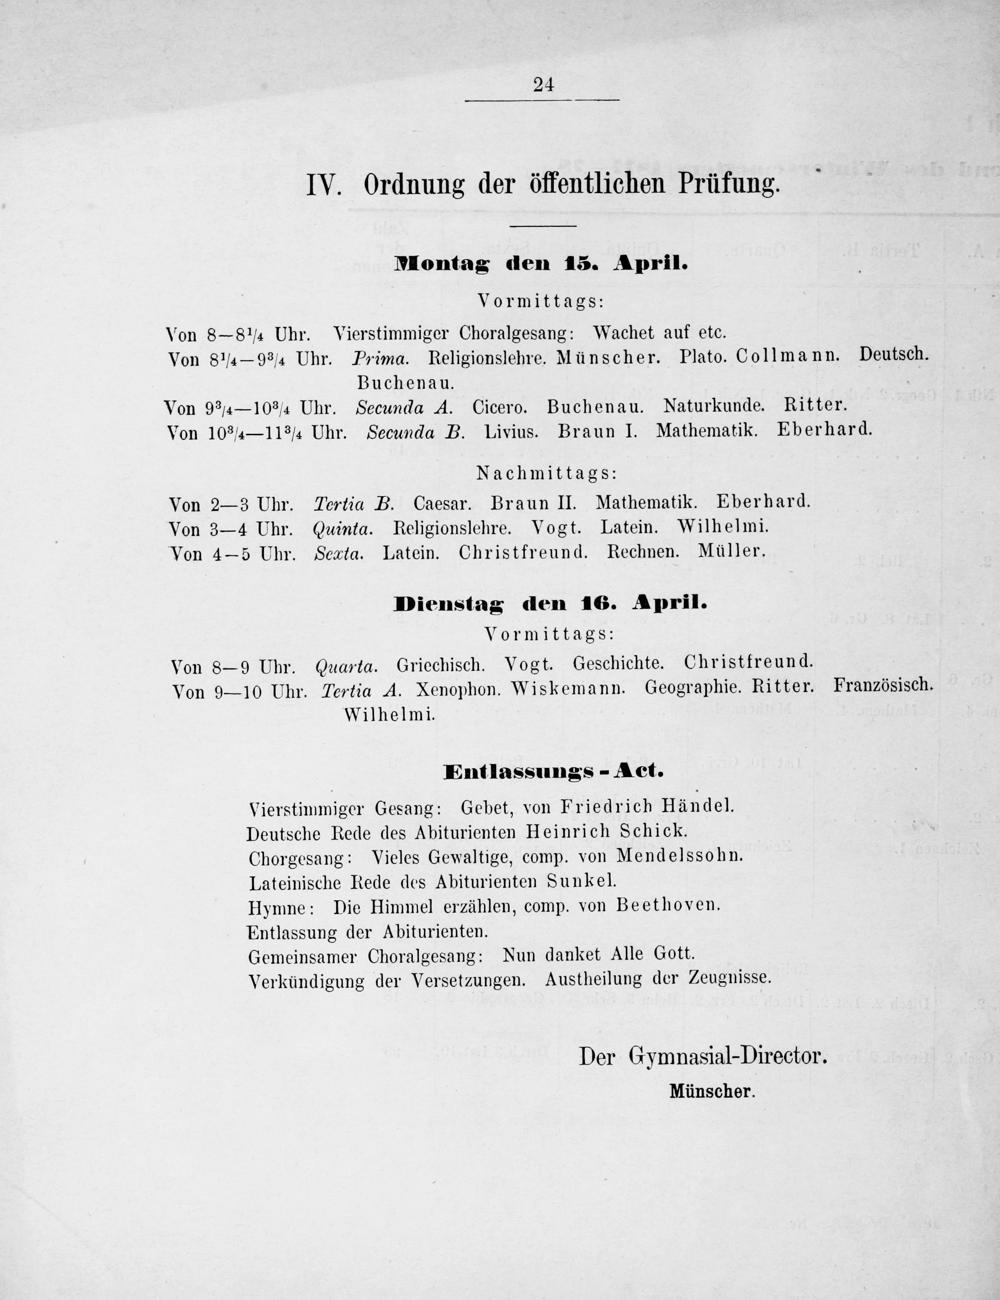 24
IV. Ordnung der öffentlichen Prüfung.
Montag den 15. April.
Vormittags:
Von 8—8¹/₄ Uhr. Vierstimmiger Choralgesang: Wachet auf etc.
Von 8¹/₄—9³/₄ Uhr. Prima. Religionslehre. Münscher. Plato. Collmann. Deutsch.
Buchenau.
Von 9³/₄—10³/₄ Uhr. Secunda A. Cicero. Buchenau. Naturkunde. Ritter.
Von 10³/₄—11³/₄ Uhr. Secunda B. Livius. Braun I. Mathematik. Eberhard.
Nachmittags:
Von 2—3 Uhr. Tertia B. Caesar. Braun II. Mathematik. Eberhard.
Von 3—4 Uhr. Quinta. Religionslehre. Vogt. Latein. Wilhelmi.
Von 4—5 Uhr. Sexta. Latein. Christfreund. Rechnen. Müller.
Dienstag den 16. April.
Vormittags:
Von 8—9 Uhr. Quarta. Griechisch. Vogt. Geschichte. Christfreund.
Von 9—10 Uhr. Tertia A. Xenophon. Wiskemann. Geographie. Ritter. Französisch.
Wilhelmi.
Entlassungs-Act.
Vierstimmiger Gesang: Gebet, von Friedrich Händel.
Deutsche Rede des Abiturienten Heinrich Schick.
Chorgesang: Vieles Gewaltige, comp. von Mendelssohn.
Lateinische Rede des Abiturienten Sunkel.
Hymne: Die Himmel erzählen, comp. von Beethoven.
Entlassung der Abiturienten.
Gemeinsamer Choralgesang: Nun danket Alle Gott.
Verkündigung der Versetzungen. Austheilung der Zeugnisse.
Der Gymnasial-Director.
Münscher.